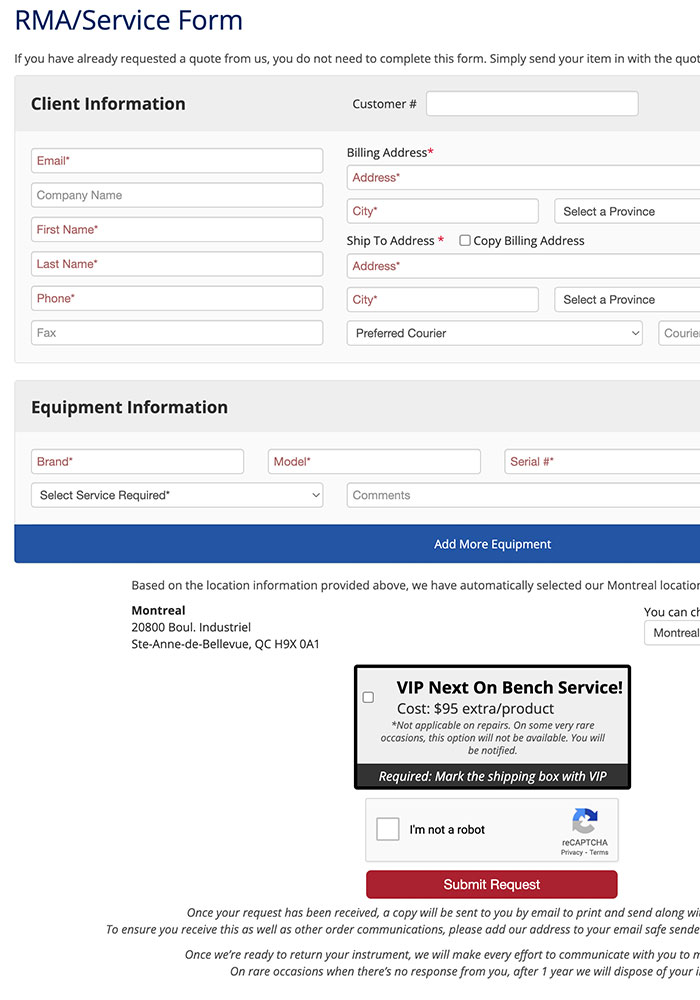 RMA/Service Form
If you have already requested a quote from us, you do not need to complete this form. Simply send your item in with the
Client Information
Customer #
Email*
Company Name
First Name*
Last Name*
Phone*
Fax
Billing Address*
Address*
City*
Select a Province
Ship To Address *
Copy Billing Address
Address*
City*
Select a Province
Preferred Courier
Equipment Information
Brand*
Model*
Serial #*
Select Service Required*
Comments
Add More Equipment
Based on the location information provided above, we have automatically selected our Montreal
Montreal
20800 Boul. Industriel
Ste-Anne-de-Bellevue, QC H9X 0A1
You can
Montreal
VIP Next On Bench Service!
Cost: $95 extra/product
*Not applicable on repairs. On some very rare
occasions, this option will not be available. You will
be notified.
Required: Mark the shipping box with VIP
I'm not a robot
reCAPTCHA
Privacy - Terms
Submit Request
Once your request has been received, a copy will be sent to you by email to print and send along
To ensure you receive this as well as other order communications, please add our address to your email safe
Once we're ready to return your instrument, we will make every effort to communicate with you to
On rare occasions when there's no response from you, after 1 year we will dispose of your